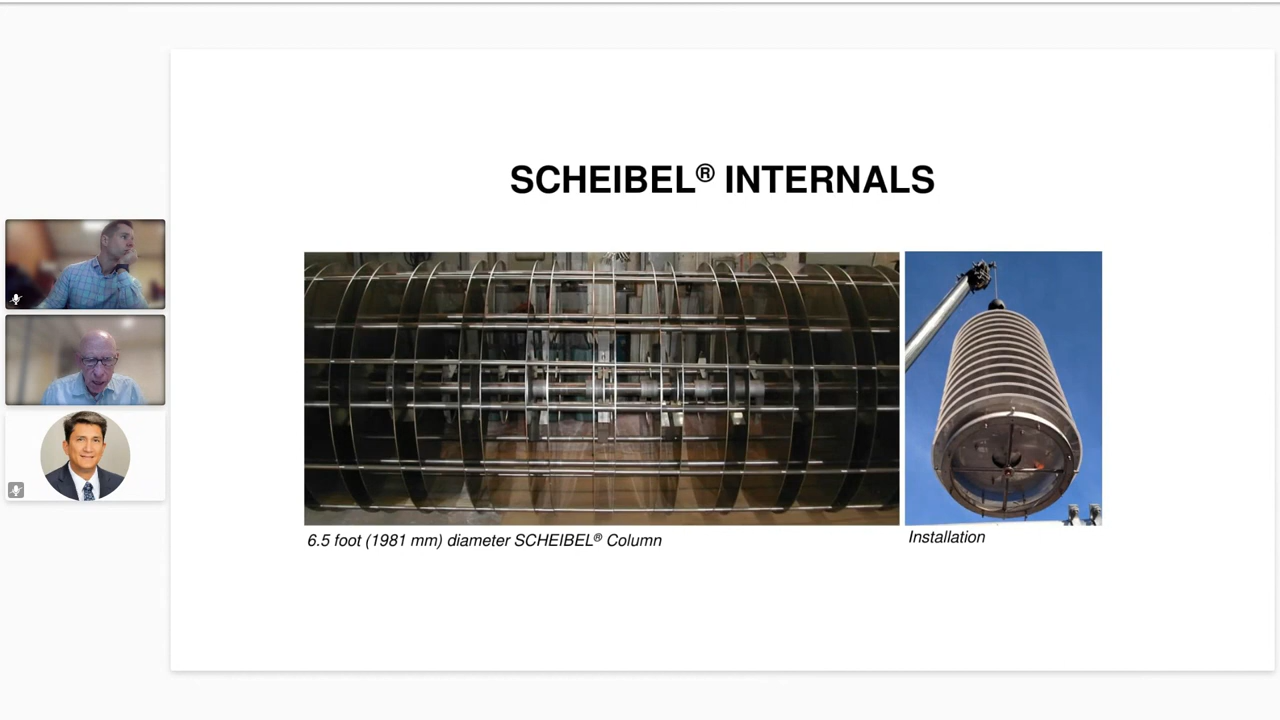 SCHEIBEL® INTERNALS
6.5 foot (1981 mm) diameter SCHEIBEL® Column
Installation